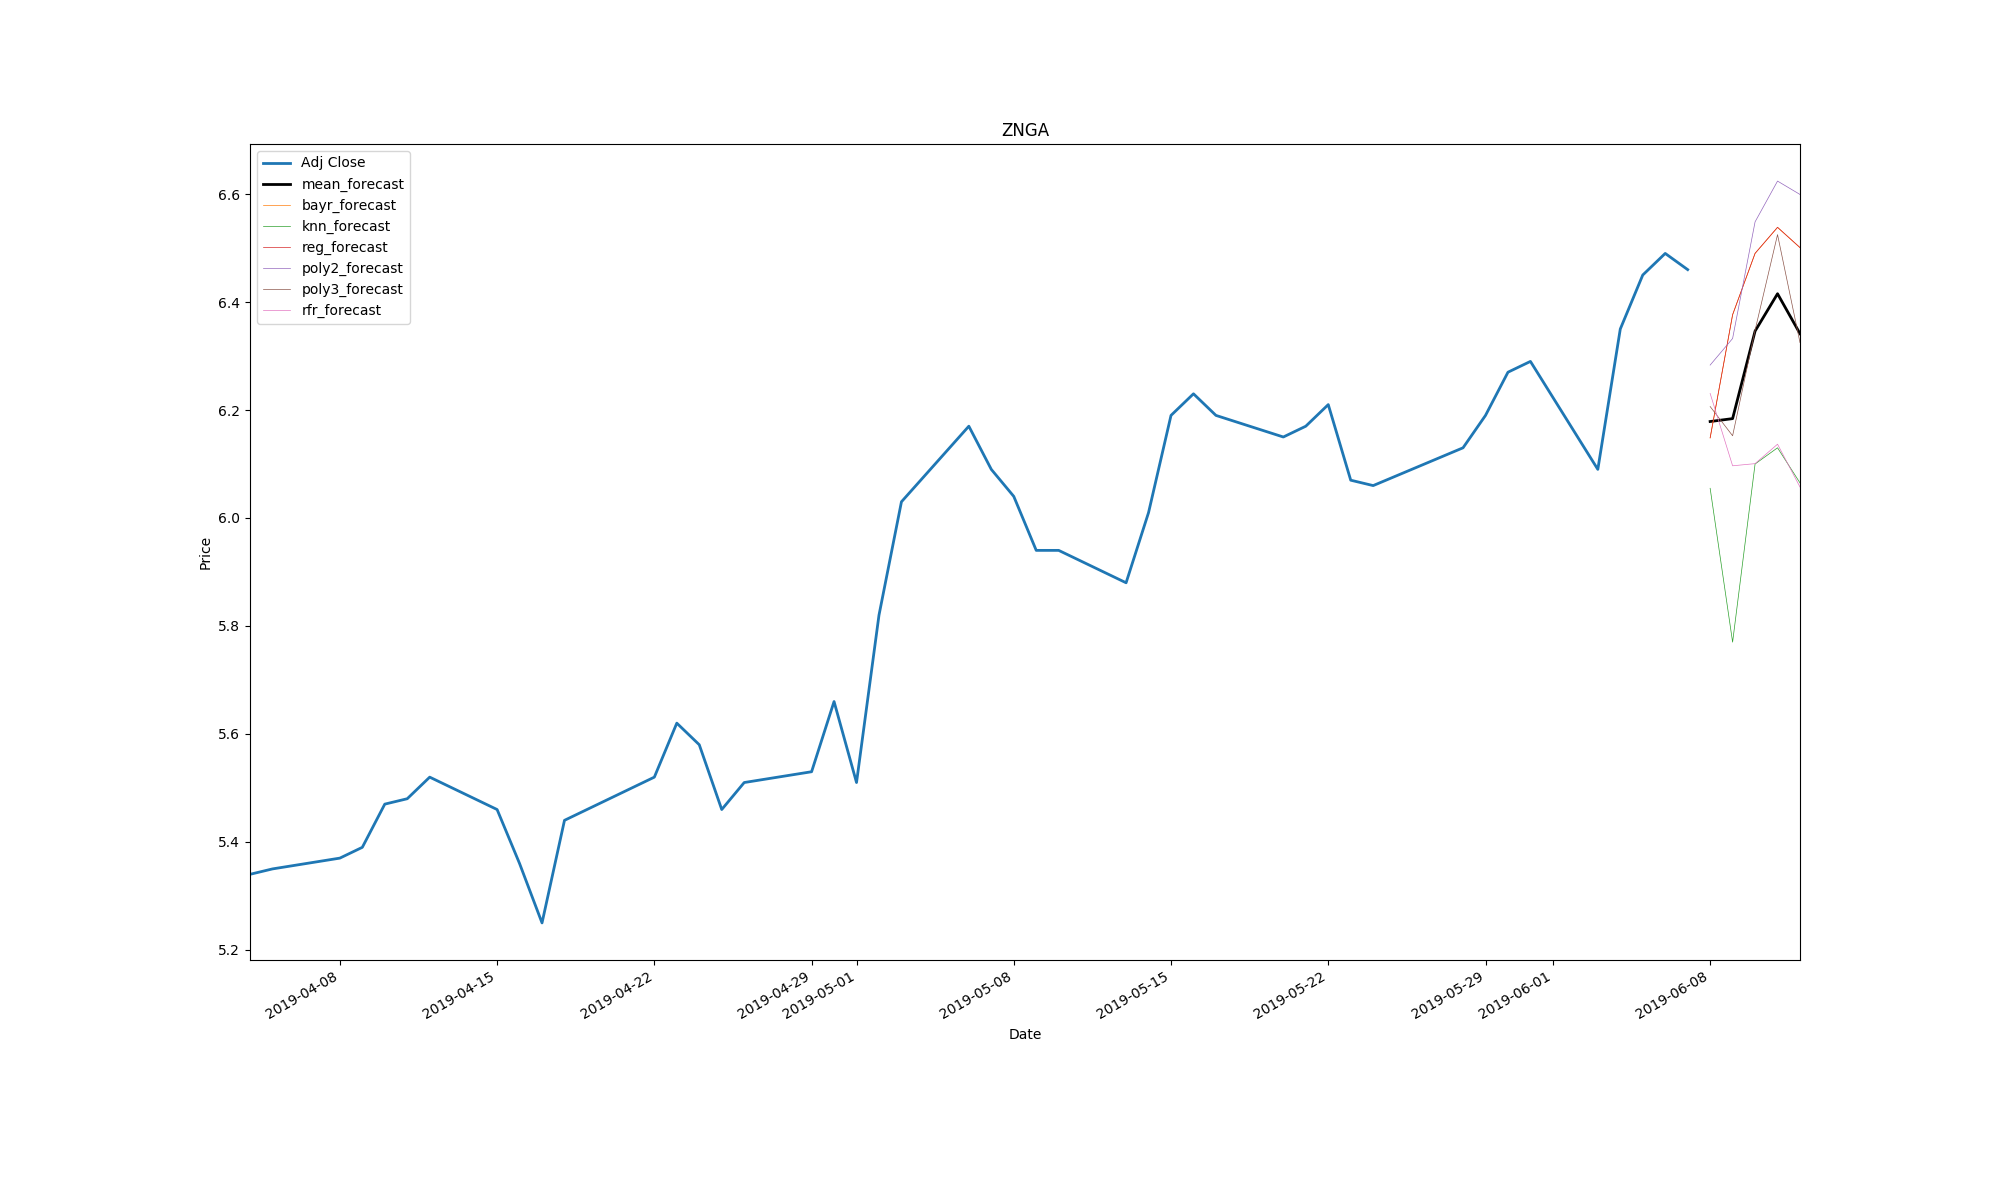 ZNGA
Adj Close
mean_forecast
bayr_forecast
knn_forecast
reg_forecast
poly2_forecast
poly3_forecast
rfr_forecast
6.6
6.4
6.2
6.0
5.8
5.6
5.4
5.2
Price
2019-04-08
2019-04-15
2019-04-22
2019-04-29
2019-05-01
2019-05-08
2019-05-15
2019-05-22
2019-05-29
2019-06-01
2019-06-08
Date